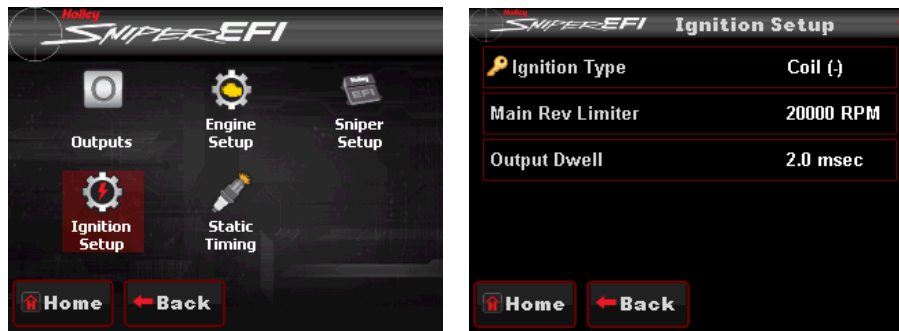 Holley
SNIPER EFI
Outputs
Engine
Setup
Sniper
Setup
Holley
EFI
Ignition
Setup
Static
Timing
Home
Back
Holley
SNIPER EFI Ignition Setup
Ignition Type Coil (-)
Main Rev Limiter 20000 RPM
Output Dwell 2.0 msec
Home
Back